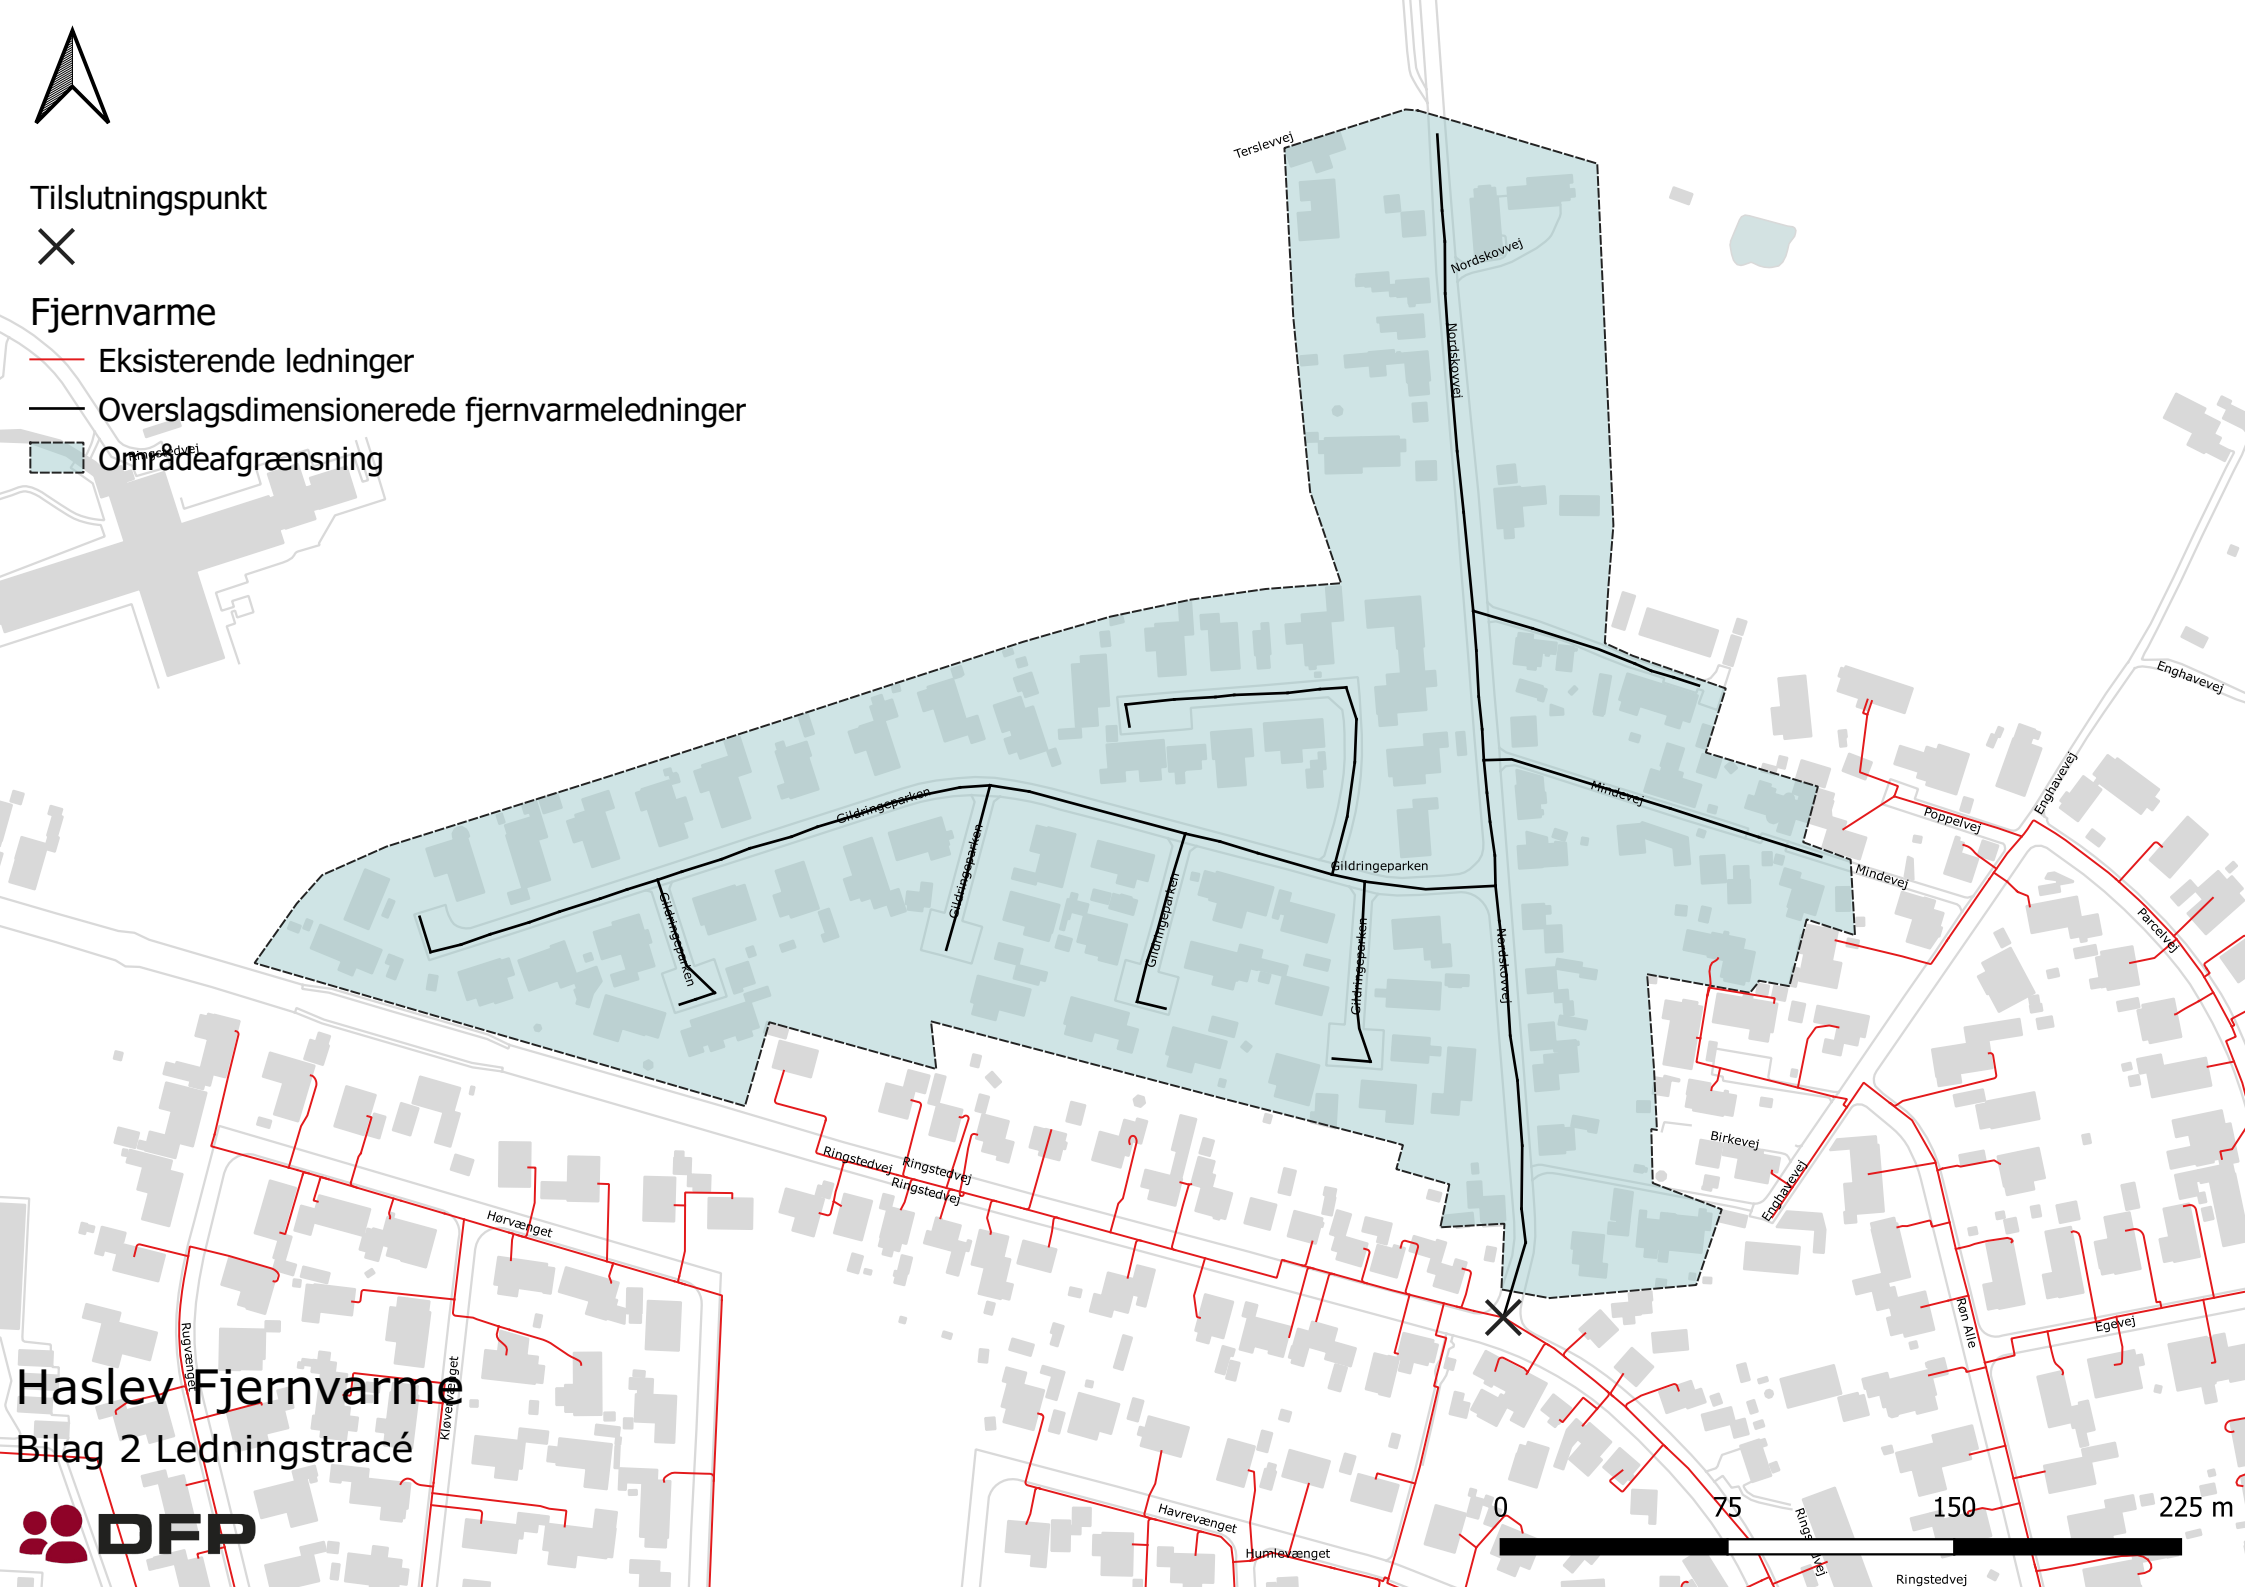 Terslevvej
Tilslutningspunkt
Nordskovvej
Fjernvarme
Eksisterende ledninger
Nordskovvej
Overslagsdimensionerede fjernvarmeledninger
Ringstedvej
Områdeafgrænsning
Enghavevej
Enghavevej
Mindevej
Gildringeparken
Poppelvej
Gildringeparken
Gildringeparken
Mindevej
Gildringeparken
Gildringeparken
Gildringeparken
Parcelvej
Nordskovvej
Birkevej
Ringstedvej
Ringstedvej
Ringstedvej
Enghavevej
Hørvænget
Røn Alle
Egevej
Rugvænget
Kløvervænget
Haslev Fjernvarme
Bilag 2 Ledningstracé
0 75 150 225 m
Havrevænget
Ringstedvej
DFP
Humlevænget
Ringstedvej